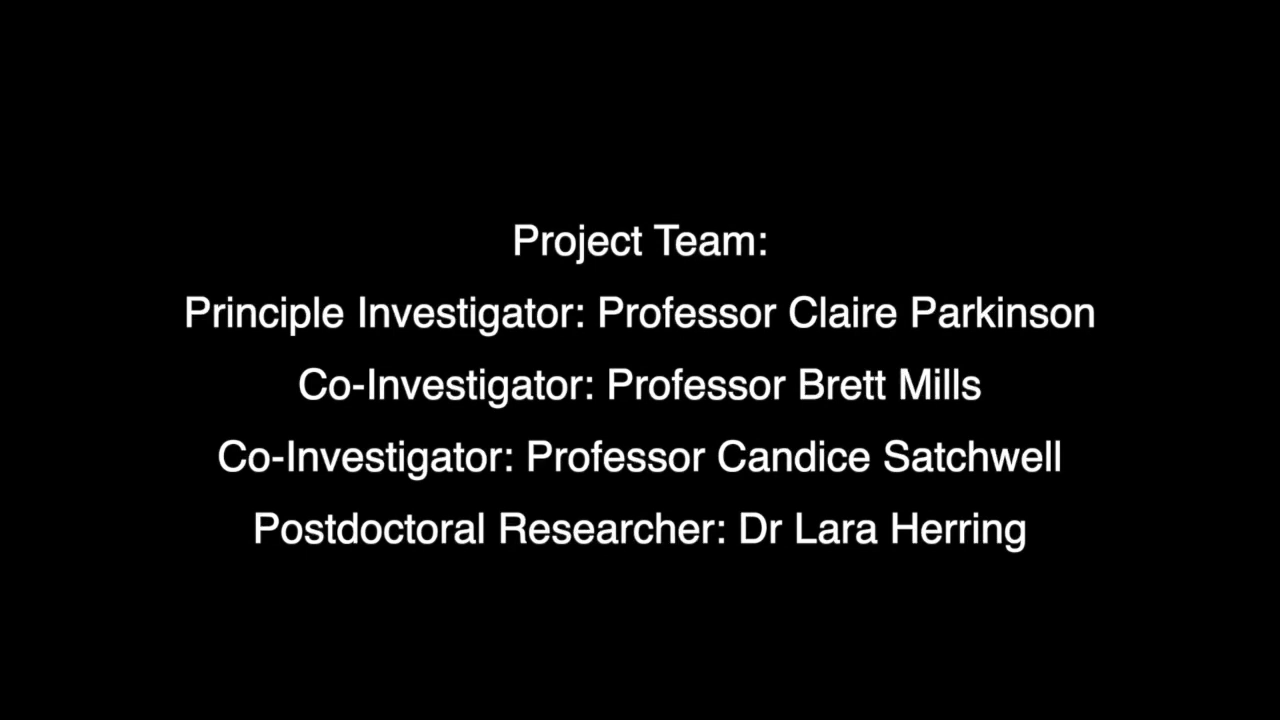 Project Team:
Principle Investigator: Professor Claire Parkinson
Co-Investigator: Professor Brett Mills
Co-Investigator: Professor Candice Satchwell
Postdoctoral Researcher: Dr Lara Herring